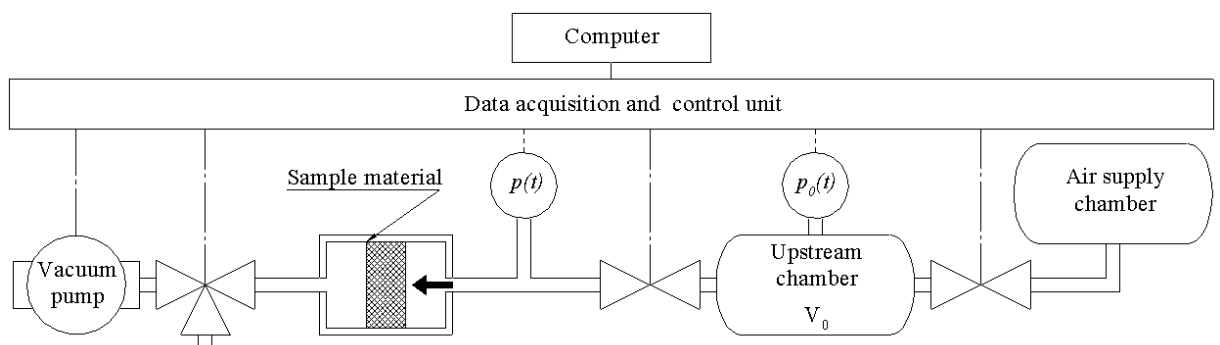 Computer
Data acquisition and control unit
Sample material
p(t)
p₀(t)
Air supply
chamber
Vacuum
pump
Upstream
chamber
V₀